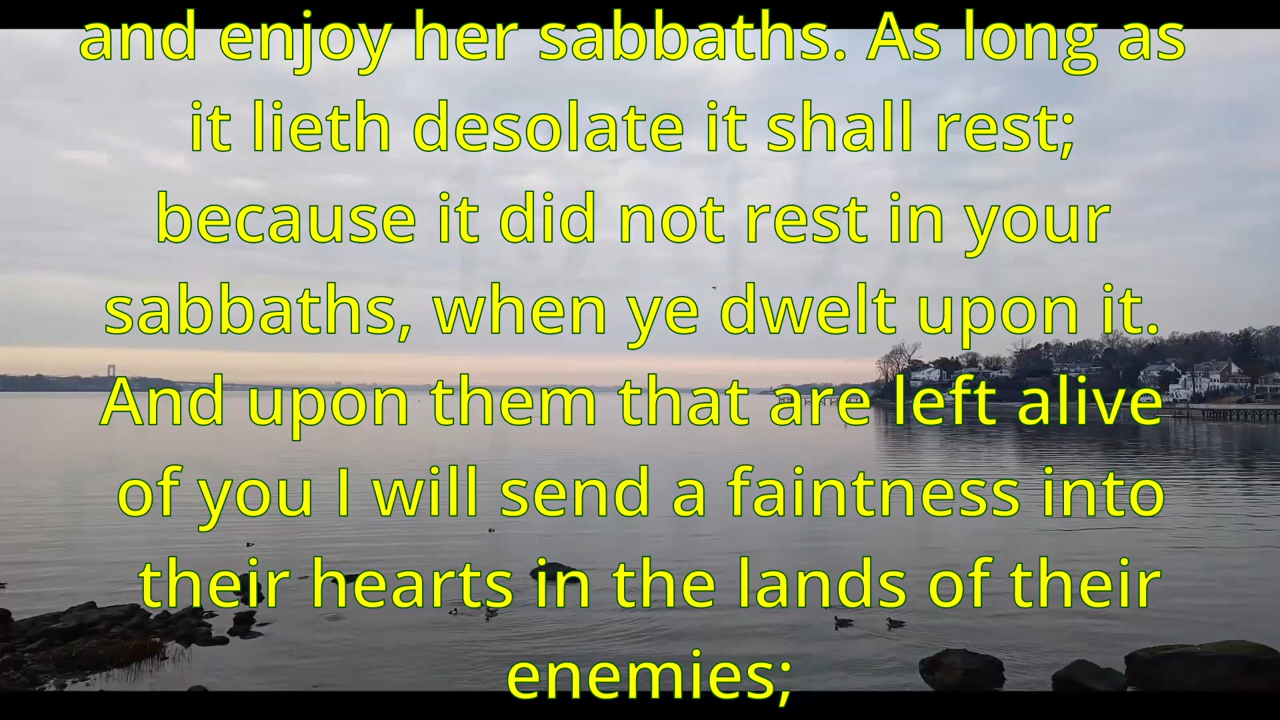 and enjoy her sabbaths. As long as
it lieth desolate it shall rest;
because it did not rest in your
sabbaths, when ye dwelt upon it.
And upon them that are left alive
of you I will send a faintness into
their hearts in the lands of their
enemies;